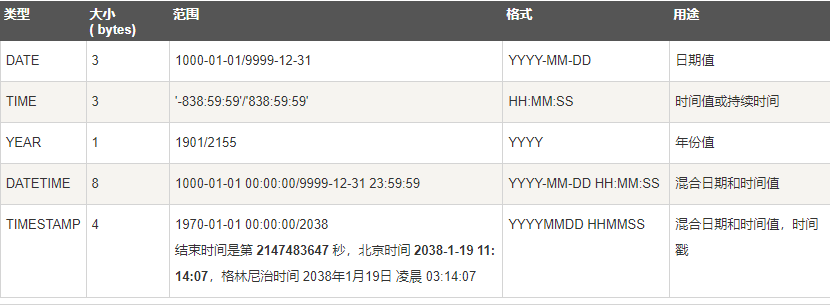 类型 大小 范围 格式 用途
( bytes)
DATE 3 1000-01-01/9999-12-31 YYYY-MM-DD 日期值
TIME 3 '-838:59:59'/'838:59:59' HH:MM:SS 时间值或持续时间
YEAR 1 1901/2155 YYYY 年份值
DATETIME 8 1000-01-01 00:00:00/9999-12-31 23:59:59 YYYY-MM-DD HH:MM:SS 混合日期和时间值
TIMESTAMP 4 1970-01-01 00:00:00/2038 YYYYMMDD HHMMSS 混合日期和时间值，时间
结束时间是第 2147483647 秒，北京时间 2038-1-19 11: 戳
14:07，格林尼治时间 2038年1月19日 凌晨 03:14:07